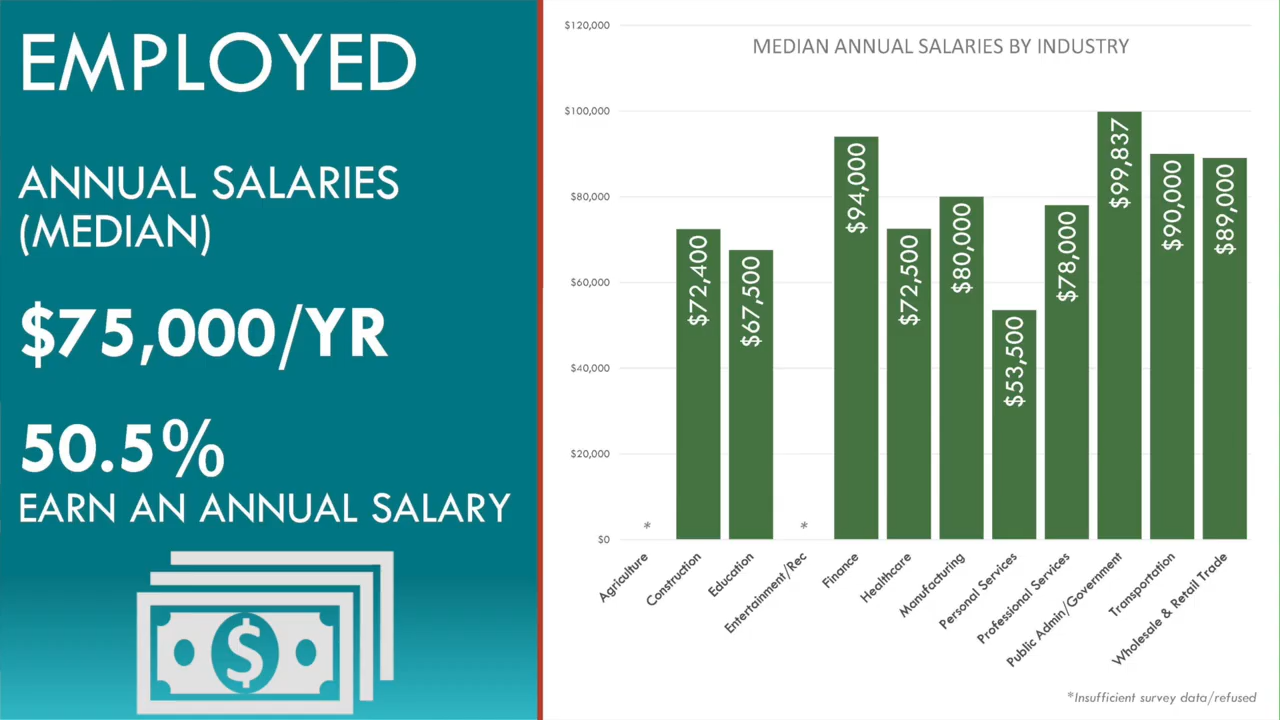 EMPLOYED
ANNUAL SALARIES
(MEDIAN)
$75,000/YR
50.5%
EARN AN ANNUAL SALARY
$
MEDIAN ANNUAL SALARIES BY INDUSTRY
$120,000
$100,000
$80,000
$60,000
$40,000
$20,000
$0
*
$72,400
$67,500
*
$94,000
$72,500
$80,000
$53,500
$78,000
$99,837
$90,000
$89,000
Agriculture
Construction
Education
Entertainment/Rec
Finance
Healthcare
Manufacturing
Personal Services
Professional Services
Public Admin/Government
Transportation
Wholesale & Retail Trade
*Insufficient survey data/refused